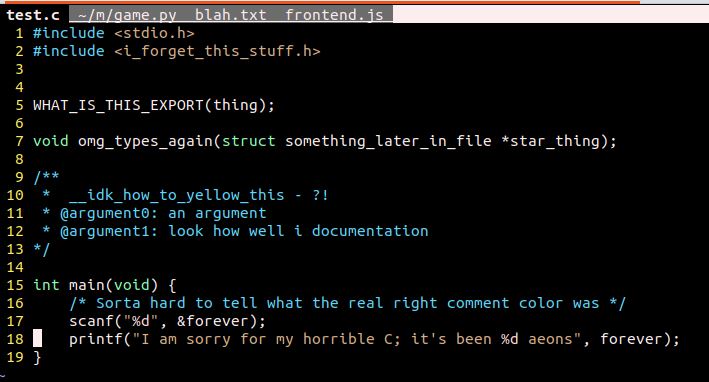 test.c  ~/m/game.py  blah.txt  frontend.js
1 #include <stdio.h>
2 #include <i_forget_this_stuff.h>
3
4
5 WHAT_IS_THIS_EXPORT(thing);
6
7 void omg_types_again(struct something_later_in_file *star_thing);
8
9 /**
10  *  __idk_how_to_yellow_this - ?!
11  * @argument0: an argument
12  * @argument1: look how well i documentation
13 */
14
15 int main(void) {
16     /* Sorta hard to tell what the real right comment color was */
17     scanf("%d", &forever);
18     printf("I am sorry for my horrible C; it's been %d aeons", forever);
19 }
~